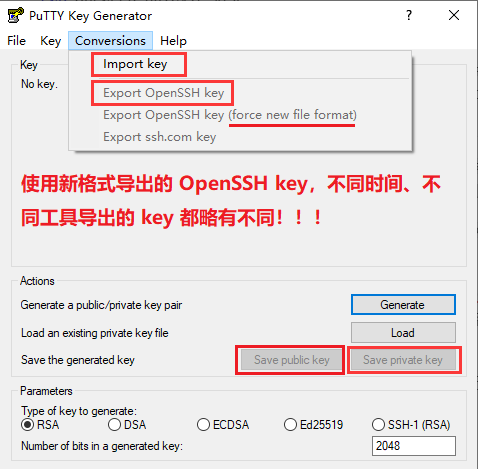 PuTTY Key Generator
File Key Conversions Help
Import key
Export OpenSSH key
Export OpenSSH key (force new file format)
Export ssh.com key
Key
No key.
使用新格式导出的 OpenSSH key，不同时间、不
同工具导出的 key 都略有不同！！！
Actions
Generate a public/private key pair Generate
Load an existing private key file Load
Save the generated key Save public key Save private key
Parameters
Type of key to generate:
RSA DSA ECDSA Ed25519 SSH-1 (RSA)
Number of bits in a generated key: 2048